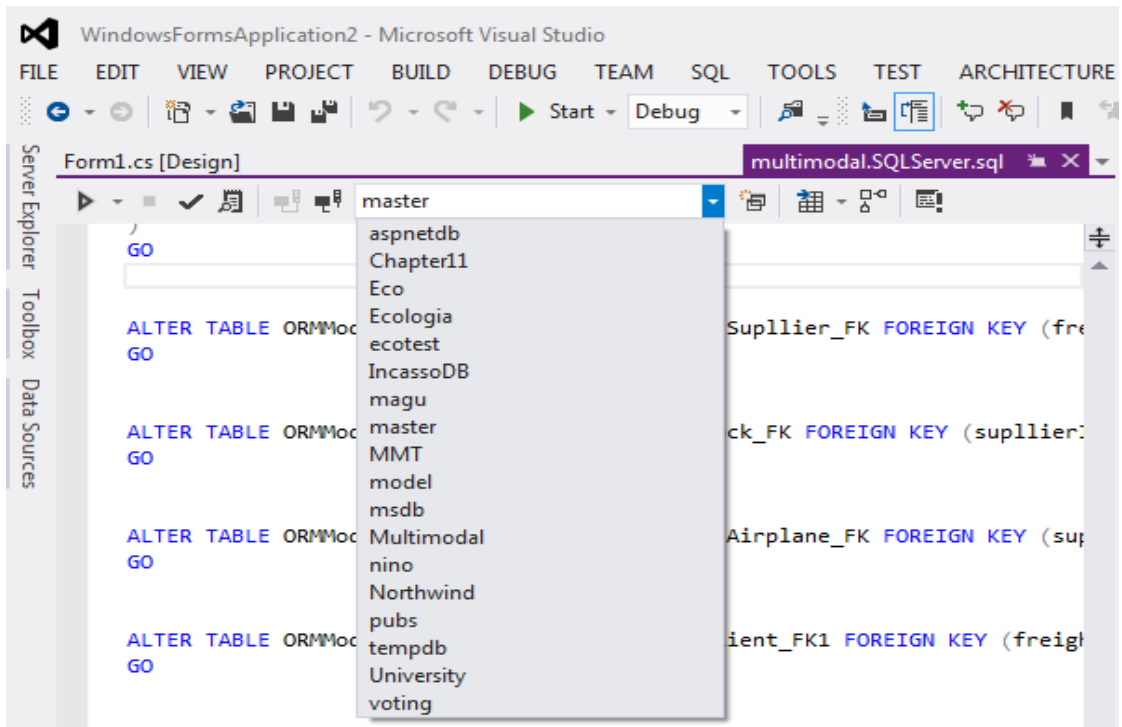 WindowsFormsApplication2 - Microsoft Visual Studio
FILE EDIT VIEW PROJECT BUILD DEBUG TEAM SQL TOOLS TEST ARCHITECTURE
Start Debug
Server Explorer
Toolbox
Data Sources
Form1.cs [Design]
multimodal.SQLServer.sql
master
aspnetdb
Chapter11
Eco
Ecologia
ecotest
IncassoDB
magu
master
MMT
model
msdb
Multimodal
nino
Northwind
pubs
tempdb
University
voting
)
GO
ALTER TABLE ORMMod Supllier_FK FOREIGN KEY (fre
GO
ALTER TABLE ORMMod ck_FK FOREIGN KEY (supllierI
GO
ALTER TABLE ORMMod Airplane_FK FOREIGN KEY (sup
GO
ALTER TABLE ORMMod ient_FK1 FOREIGN KEY (freigh
GO